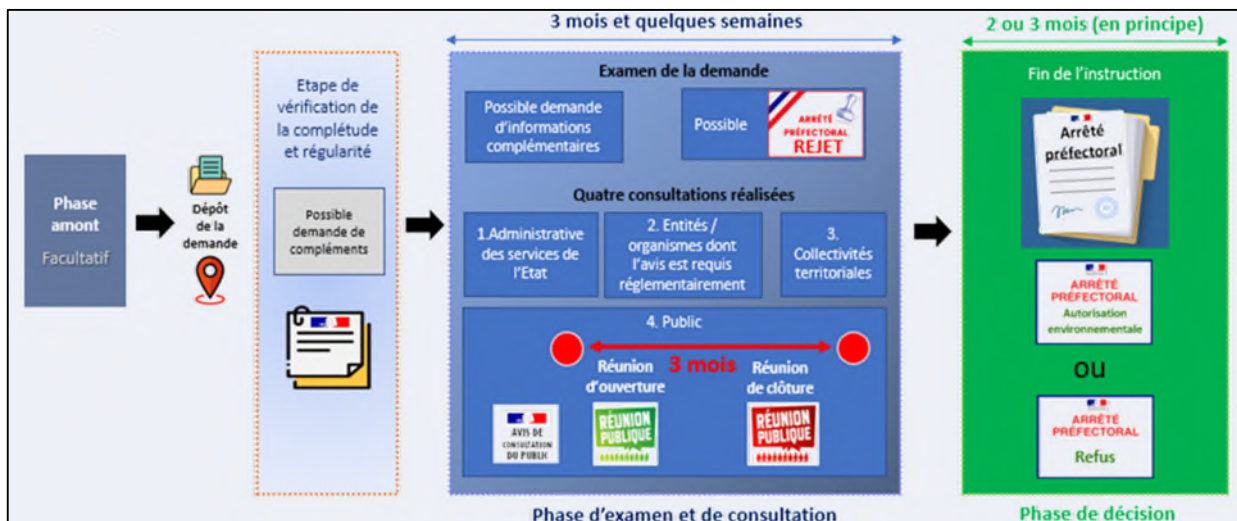 3 mois et quelques semaines
2 ou 3 mois (en principe)
Phase
amont
Facultatif
Dépôt
de la
demande
Etape de
vérification de
la complétude
et régularité
Possible
demande de
compléments
Examen de la demande
Possible demande
d'informations
complémentaires
Possible
ARRÊTÉ
PRÉFECTORAL
REJET
Quatre consultations réalisées
1.Administrative
des services de
l'Etat
2. Entités /
organismes dont
l'avis est requis
réglementairement
3.
Collectivités
territoriales
4. Public
3 mois
Réunion
d'ouverture
Réunion
de clôture
AVIS DE
CONSULTATION
DU PUBLIC
RÉUNION
PUBLIQUE
RÉUNION
PUBLIQUE
Phase d'examen et de consultation
Fin de l'instruction
Arrêté
préfectoral
ARRÊTÉ
PRÉFECTORAL
Autorisation
environnementale
ou
ARRÊTÉ
PRÉFECTORAL
Refus
Phase de décision